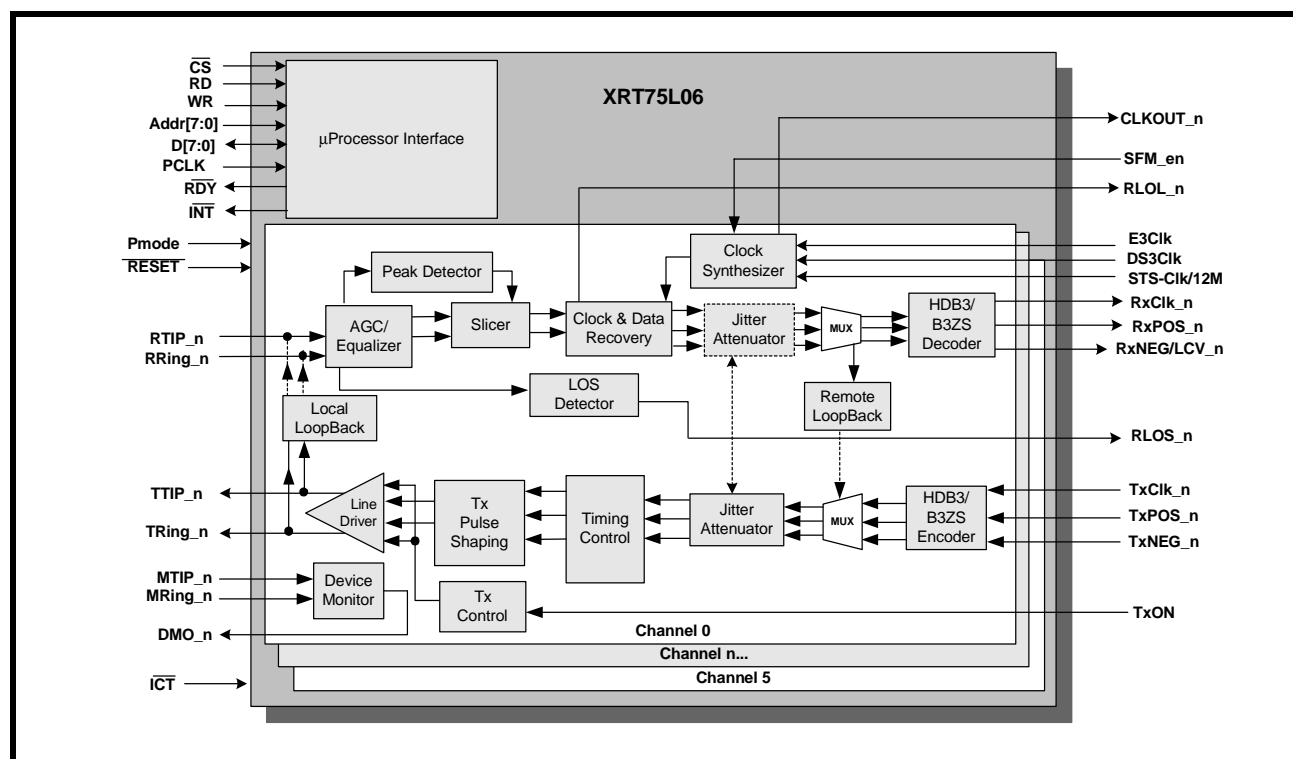 XRT75L06
CS
RD
WR
Addr[7:0]
D[7:0]
PCLK
RDY
INT
Pmode
RESET
µProcessor Interface
CLKOUT_n
SFM_en
RLOL_n
E3Clk
DS3Clk
STS-Clk/12M
Clock
Synthesizer
Peak Detector
RTIP_n
RRing_n
AGC/
Equalizer
Slicer
Clock & Data
Recovery
Jitter
Attenuator
MUX
HDB3/
B3ZS
Decoder
RxClk_n
RxPOS_n
RxNEG/LCV_n
LOS
Detector
Remote
LoopBack
Local
LoopBack
RLOS_n
TTIP_n
TRing_n
Line
Driver
Tx
Pulse
Shaping
Timing
Control
Jitter
Attenuator
MUX
HDB3/
B3ZS
Encoder
TxClk_n
TxPOS_n
TxNEG_n
MTIP_n
MRing_n
Device
Monitor
DMO_n
Tx
Control
TxON
Channel 0
Channel n...
Channel 5
ICT